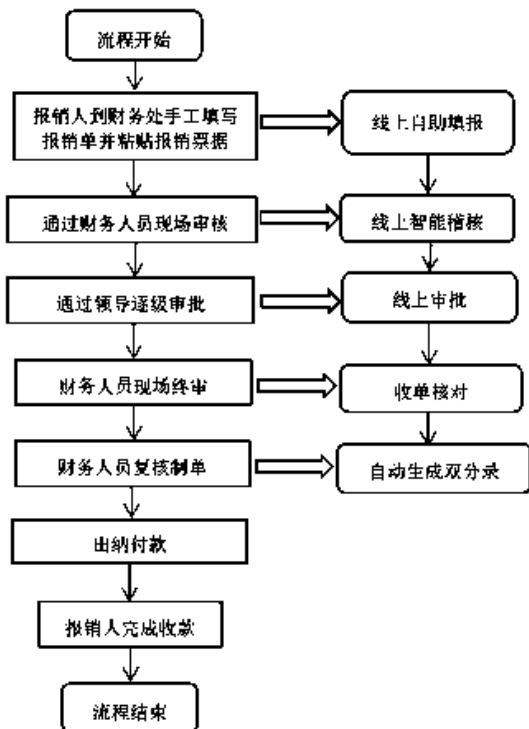 流程开始
报销人到财务处手工填写
报销单并粘贴报销票据
线上自助填报
通过财务人员现场审核
线上智能稽核
通过领导逐级审批
线上审批
财务人员现场终审
收单核对
财务人员复核制单
自动生成双分录
出纳付款
报销人完成收款
流程结束